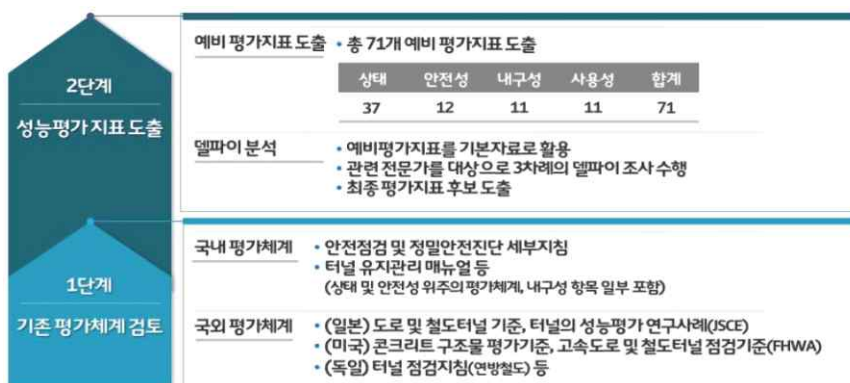 2단계
성능평가 지표 도출
예비 평가지표 도출 • 총 71개 예비 평가지표 도출
상태 안전성 내구성 사용성 합계
37 12 11 11 71
델파이 분석 • 예비평가지표를 기본자료로 활용
• 관련 전문가를 대상으로 3차례의 델파이 조사 수행
• 최종 평가지표 후보 도출
1단계
기존 평가체계 검토
국내 평가체계 • 안전점검 및 정밀안전진단 세부지침
• 터널 유지관리 매뉴얼 등
(상태 및 안전성 위주의 평가체계, 내구성 항목 일부 포함)
국외 평가체계 • (일본) 도로 및 철도터널 기준, 터널의 성능평가 연구사례(JSCE)
• (미국) 콘크리트 구조물 평가기준, 고속도로 및 철도터널 점검기준(FHWA)
• (독일) 터널 점검지침(연방철도) 등